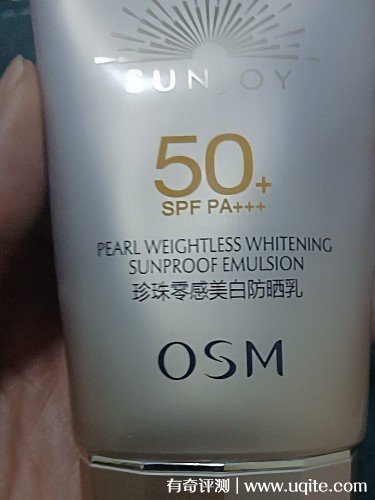 SUNJOY
50+
SPF PA+++
PEARL WEIGHTLESS WHITENING
SUNPROOF EMULSION
珍珠零感美白防晒乳
OSM
有奇评测 | www.uqite.com